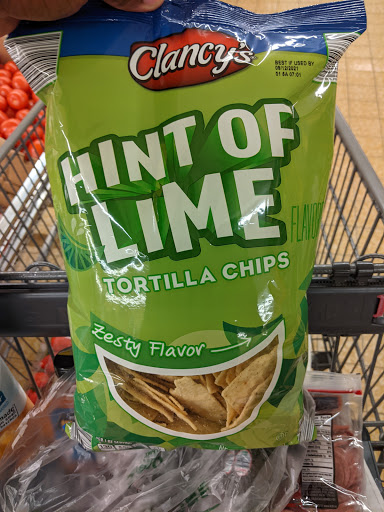 Clancy's
BEST IF USED BY
HINT OF
LIME
FLAVOR
TORTILLA CHIPS
Zesty Flavor